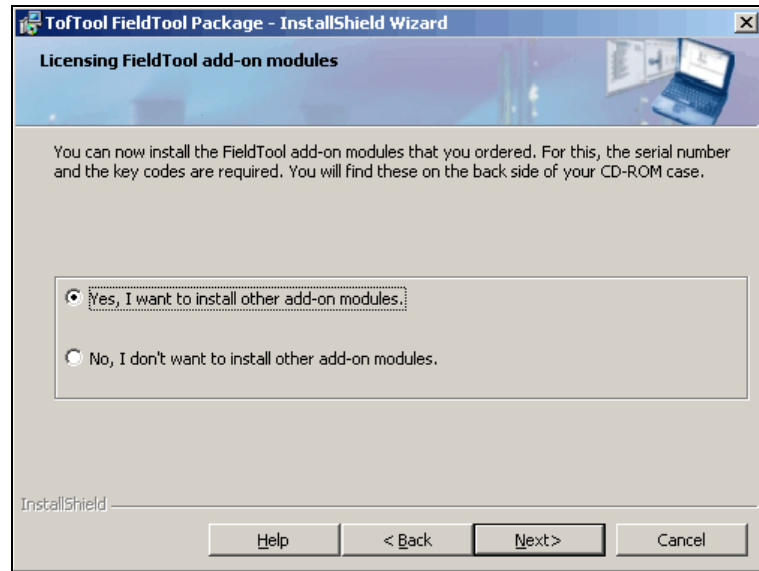 TofTool FieldTool Package - InstallShield Wizard
Licensing FieldTool add-on modules
You can now install the FieldTool add-on modules that you ordered. For this, the serial number
and the key codes are required. You will find these on the back side of your CD-ROM case.
Yes, I want to install other add-on modules.
No, I don't want to install other add-on modules.
InstallShield
Help
< Back
Next>
Cancel